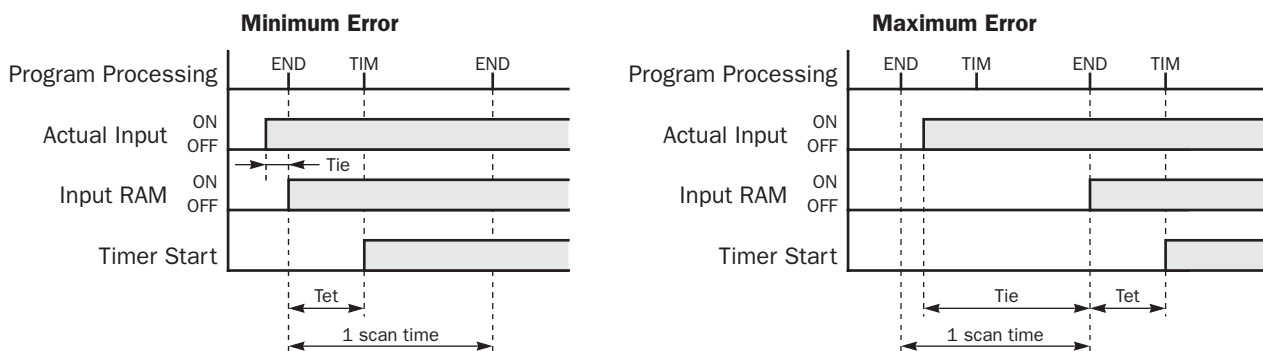 Minimum Error
Program Processing
END TIM END
Actual Input
ON
OFF
Tie
Input RAM
ON
OFF
Timer Start
Tet
1 scan time
Maximum Error
Program Processing
END TIM END TIM
Actual Input
ON
OFF
Input RAM
ON
OFF
Timer Start
Tie Tet
1 scan time